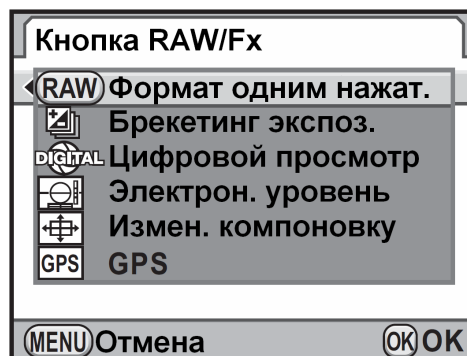 Кнопка RAW/Fx
RAW Формат одним нажат.
Брекетинг экспоз.
DIGITAL Цифровой просмотр
Электрон. уровень
Измен. компоновку
GPS GPS
MENU Отмена
OK OK